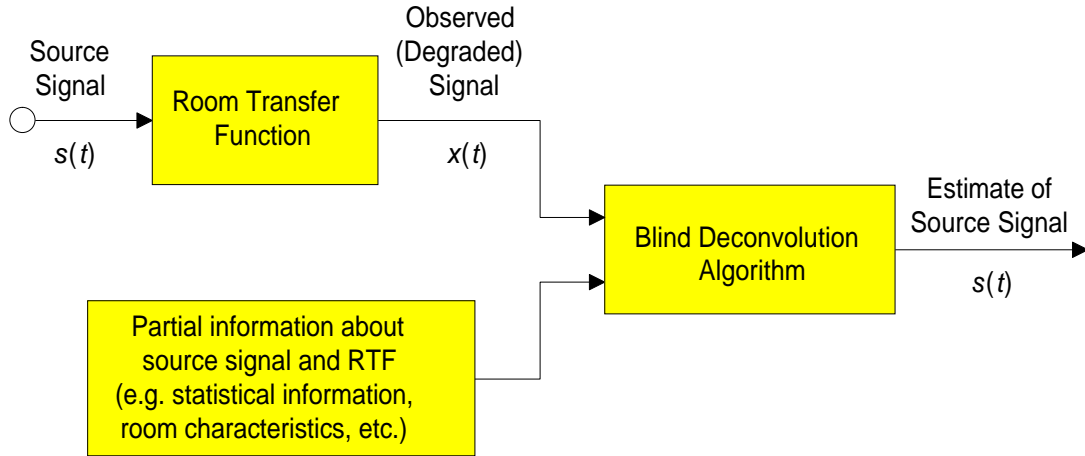 Source
Signal
s(t)
Room Transfer
Function
Observed
(Degraded)
Signal
x(t)
Partial information about
source signal and RTF
(e.g. statistical information,
room characteristics, etc.)
Blind Deconvolution
Algorithm
Estimate of
Source Signal
s(t)